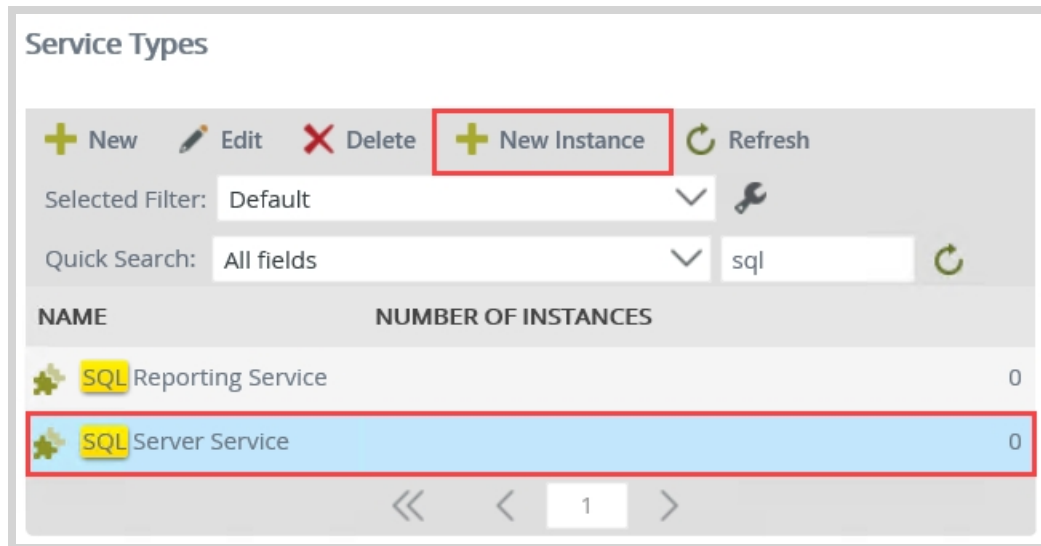 Service Types
New Edit Delete New Instance Refresh
Selected Filter: Default
Quick Search: All fields sql
NAME NUMBER OF INSTANCES
SQL Reporting Service 0
SQL Server Service 0
1